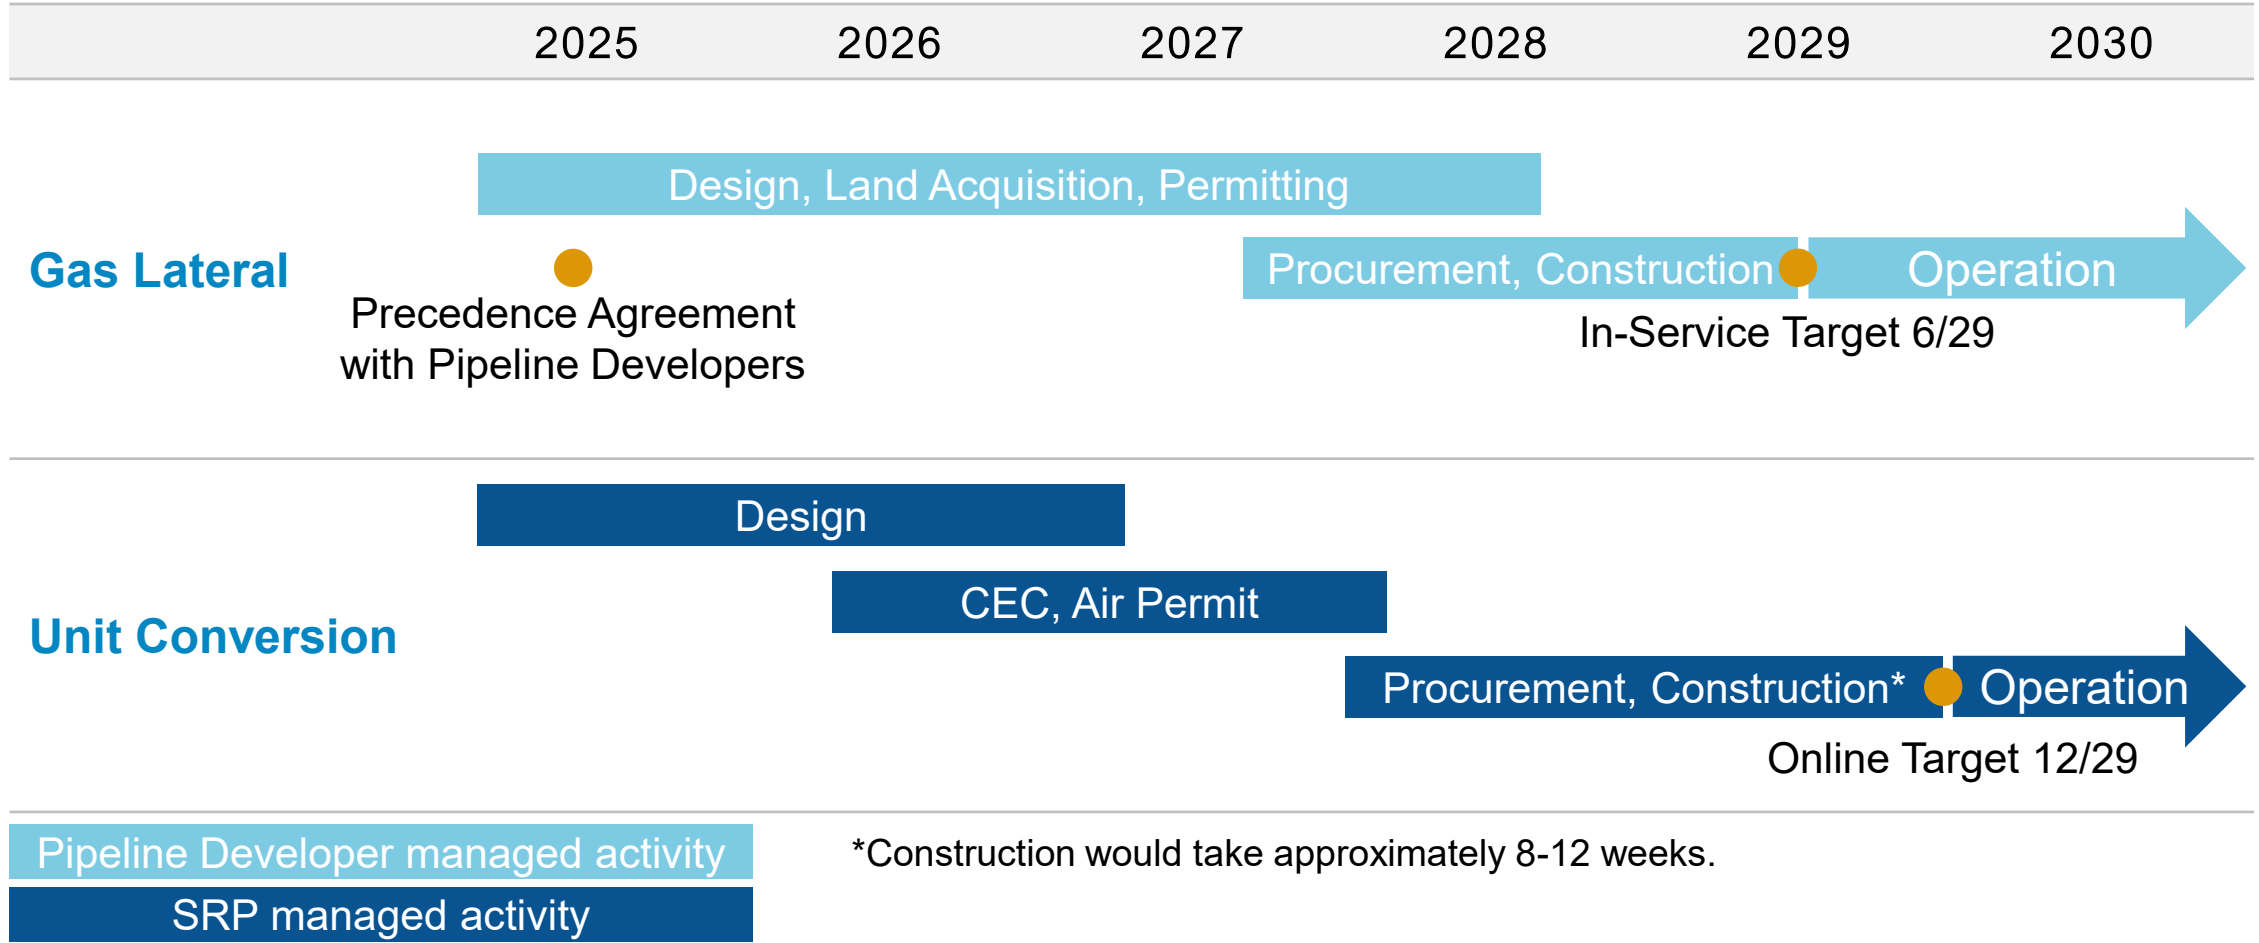 2025 2026 2027 2028 2029 2030
Design, Land Acquisition, Permitting
Gas Lateral
Procurement, Construction
Operation
Precedence Agreement
with Pipeline Developers
In-Service Target 6/29
Design
CEC, Air Permit
Unit Conversion
Procurement, Construction*
Operation
Online Target 12/29
Pipeline Developer managed activity
*Construction would take approximately 8-12 weeks.
SRP managed activity